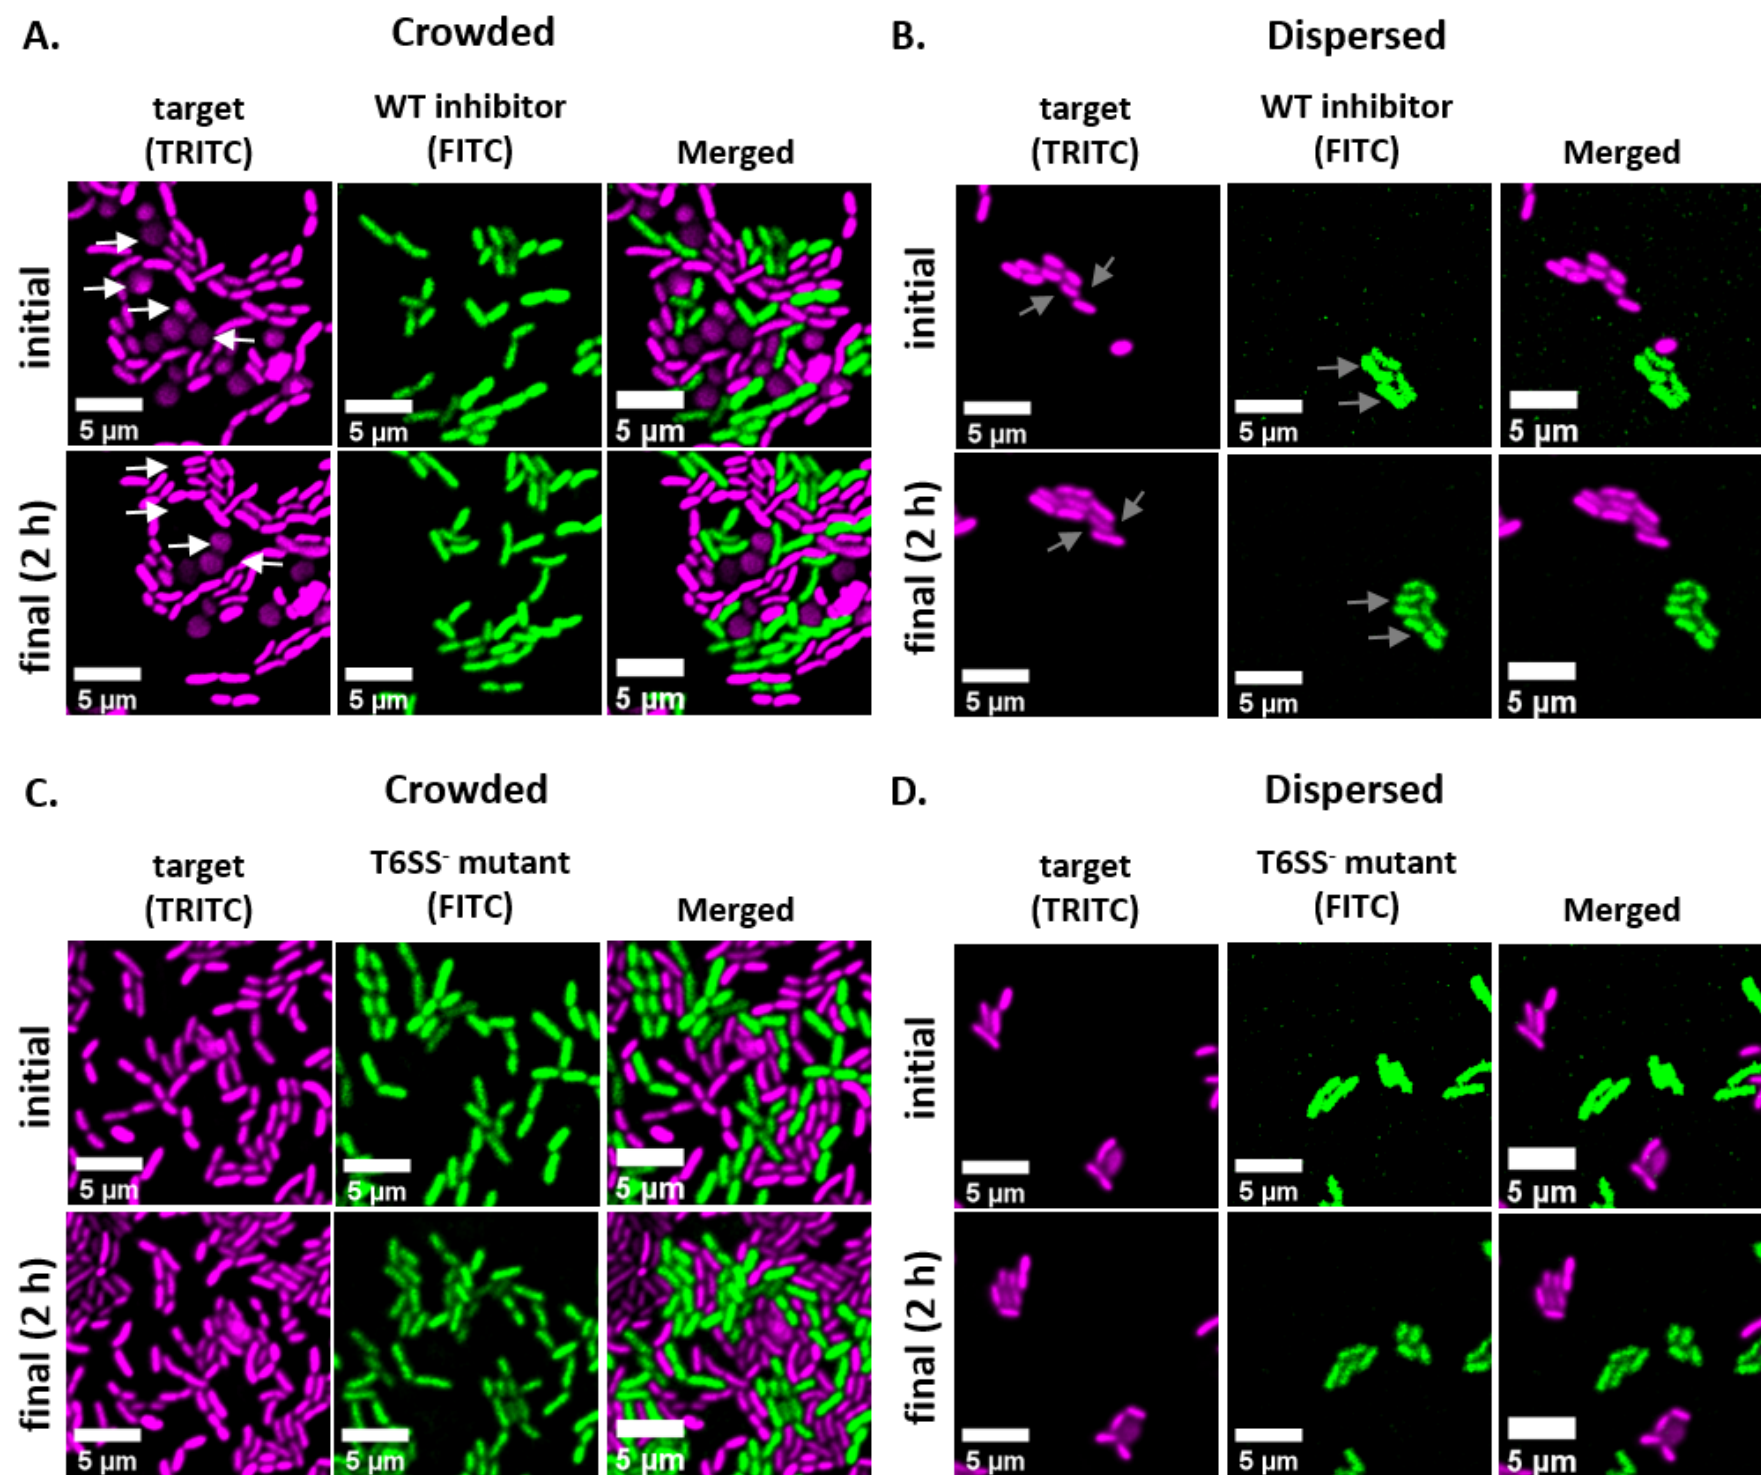 A.
Crowded
target
(TRITC)
WT inhibitor
(FITC)
Merged
initial
5 µm
5 µm
5 µm
final (2 h)
5 µm
5 µm
5 µm
B.
Dispersed
target
(TRITC)
WT inhibitor
(FITC)
Merged
initial
5 µm
5 µm
5 µm
final (2 h)
5 µm
5 µm
5 µm
C.
Crowded
target
(TRITC)
T6SS⁻ mutant
(FITC)
Merged
initial
5 µm
5 µm
5 µm
final (2 h)
5 µm
5 µm
5 µm
D.
Dispersed
target
(TRITC)
T6SS⁻ mutant
(FITC)
Merged
initial
5 µm
5 µm
5 µm
final (2 h)
5 µm
5 µm
5 µm